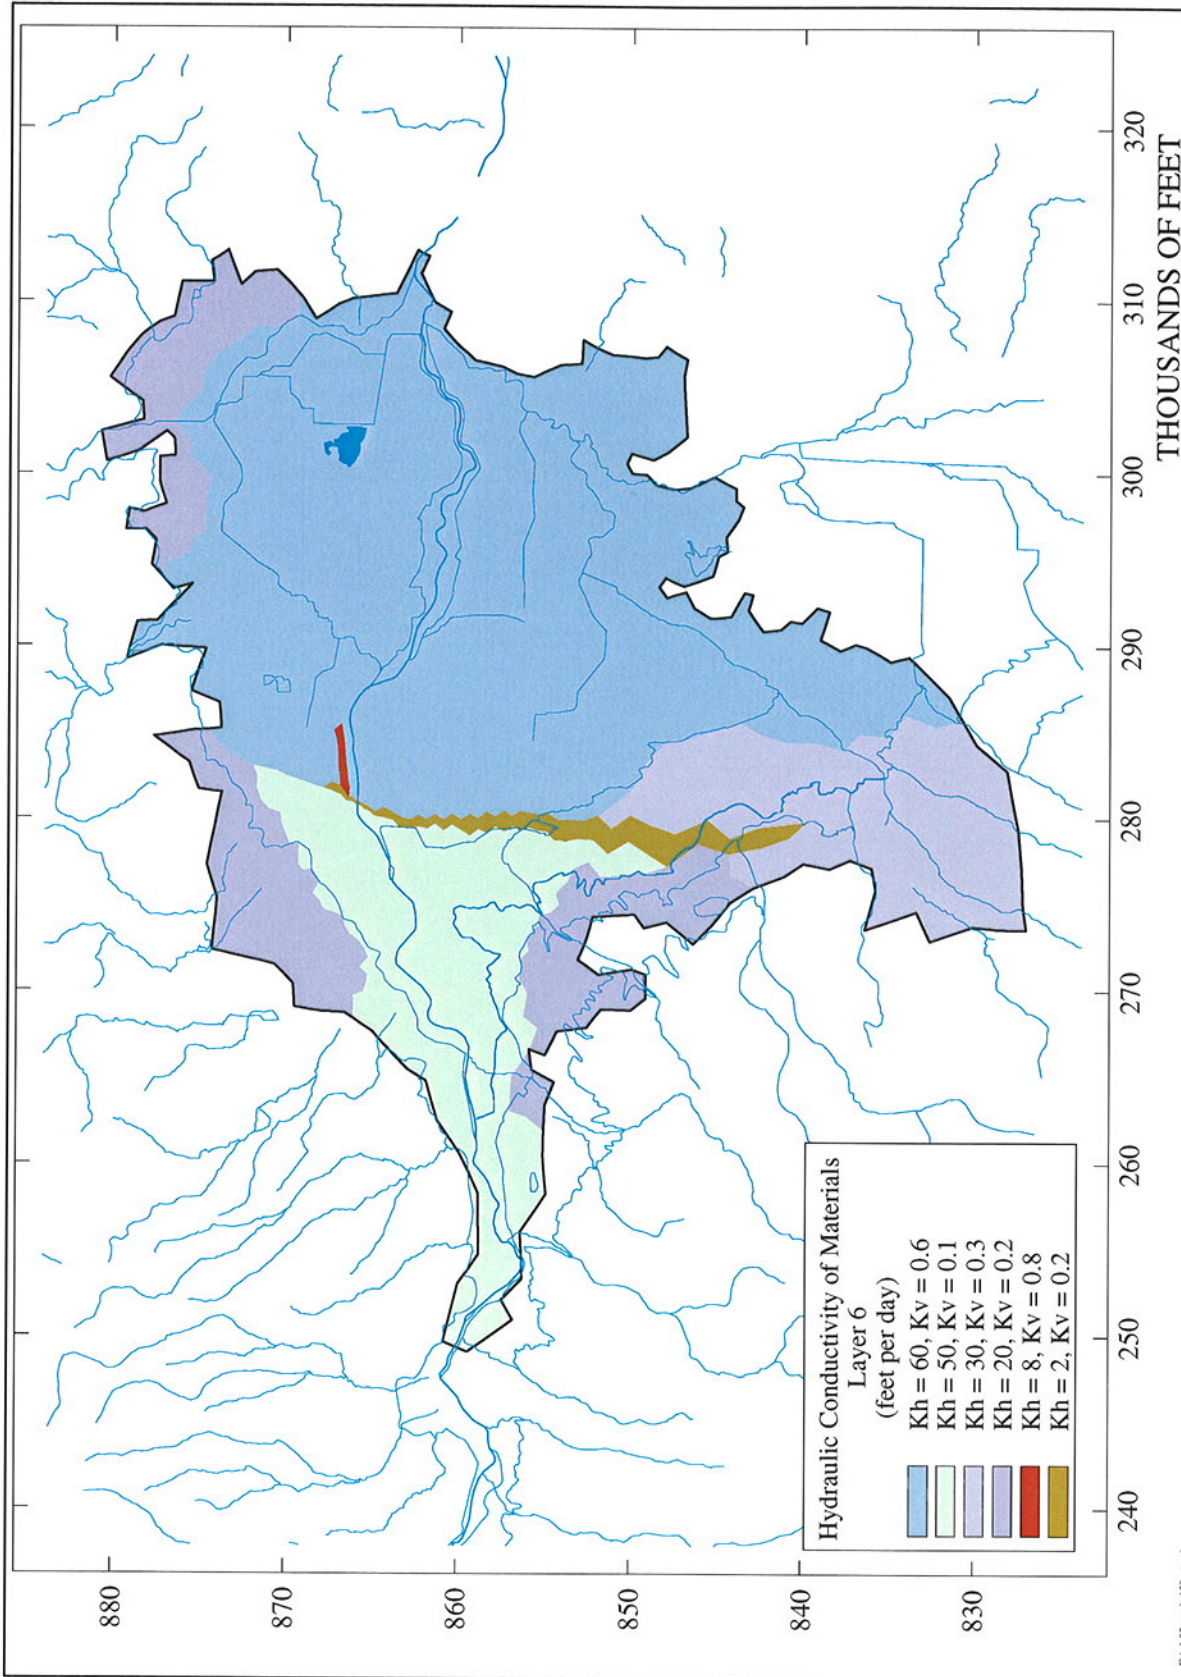 880
870
860
850
840
830
240
250
260
270
280
290
300
310
320
THOUSANDS OF FEET
Hydraulic Conductivity of Materials
Layer 6
(feet per day)
Kh = 60, Kv = 0.6
Kh = 50, Kv = 0.1
Kh = 30, Kv = 0.3
Kh = 20, Kv = 0.2
Kh = 8, Kv = 0.8
Kh = 2, Kv = 0.2